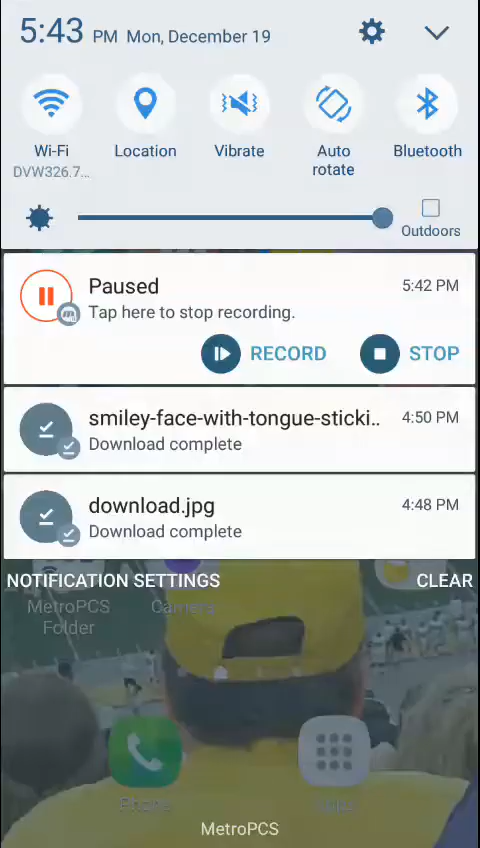 5:43 PM Mon, December 19
Wi-Fi Location Vibrate Auto rotate Bluetooth
DVW326.7...
Outdoors
Paused 5:42 PM
Tap here to stop recording.
RECORD STOP
smiley-face-with-tongue-sticki.. 4:50 PM
Download complete
download.jpg 4:48 PM
Download complete
NOTIFICATION SETTINGS CLEAR
MetroPCS Folder Camera
Phone Apps
MetroPCS